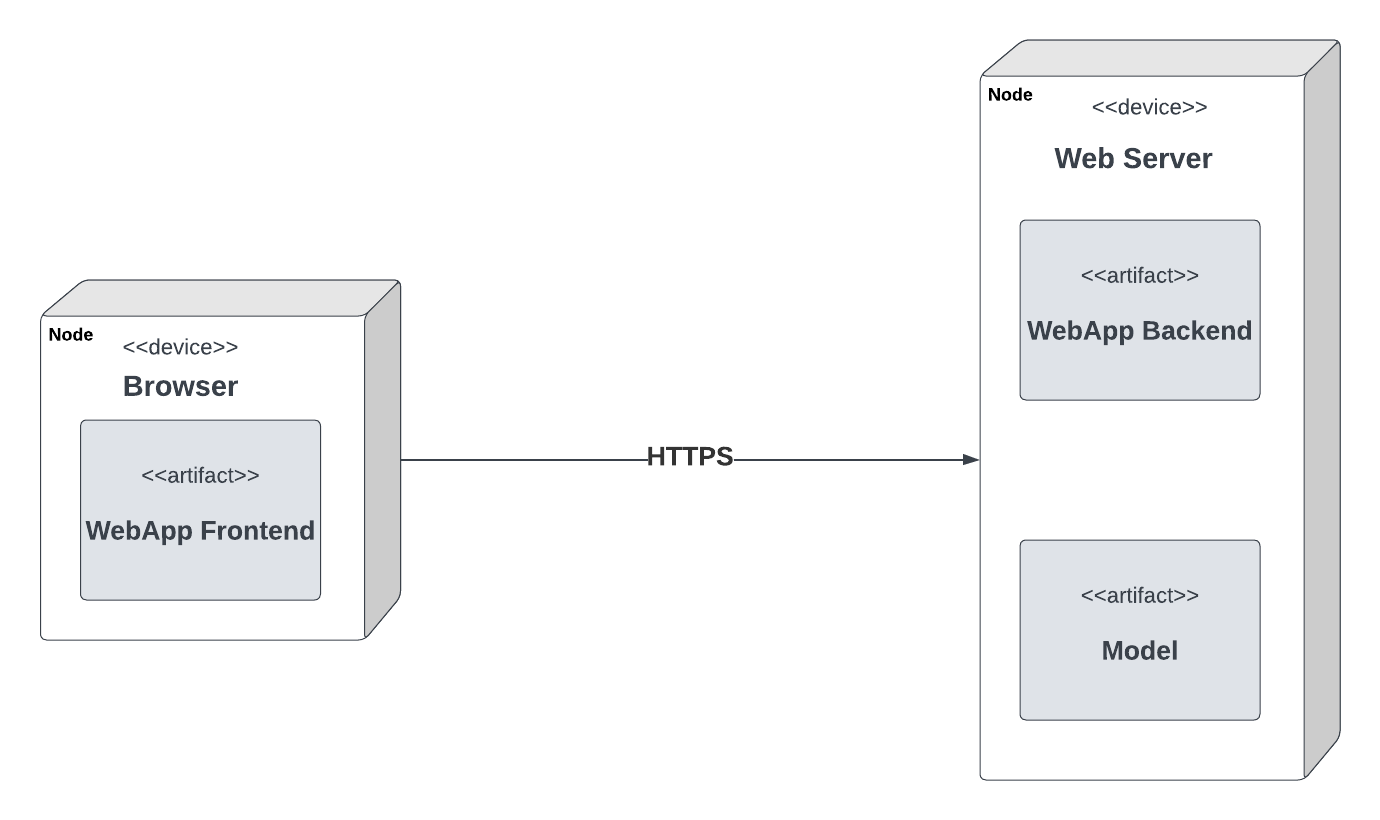 Node
<<device>>
Browser
<<artifact>>
WebApp Frontend
HTTPS
Node
<<device>>
Web Server
<<artifact>>
WebApp Backend
<<artifact>>
Model